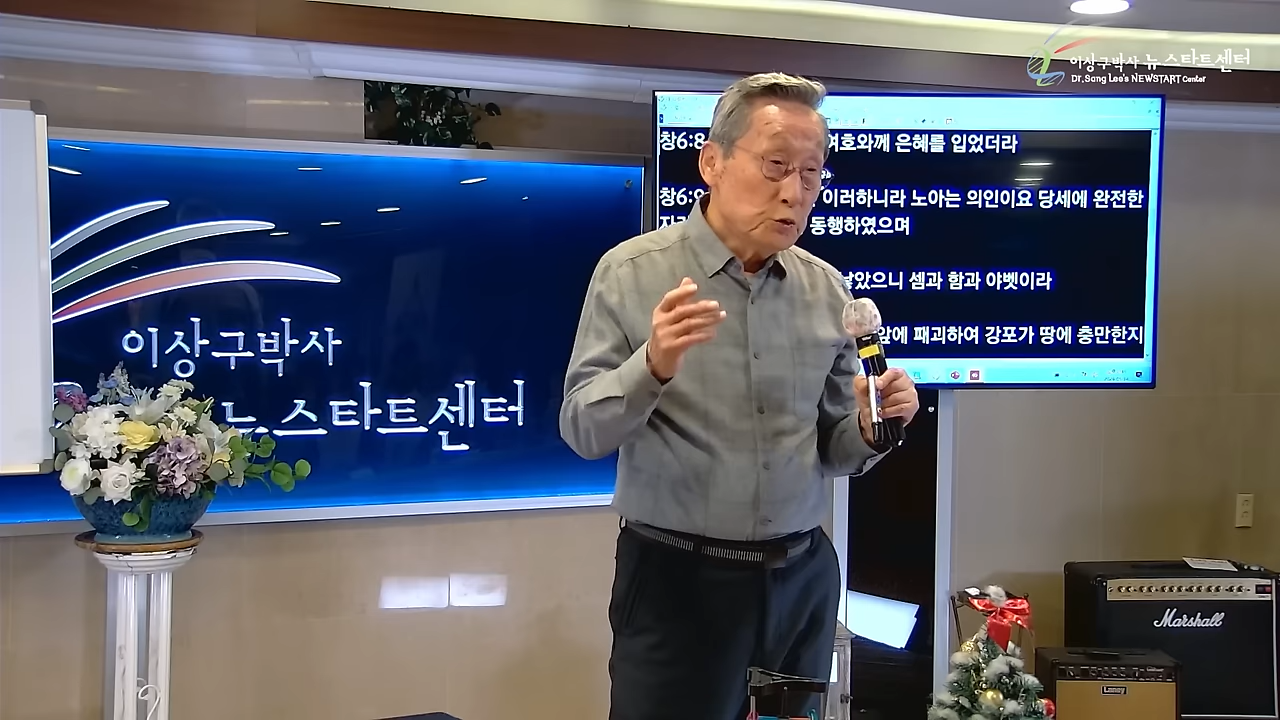 이상구박사 뉴스타트센터
Dr. Sang Lee's NEWSTART Center
창6:8 여호와께 은혜를 입었더라
창6:9 이러하니라 노아는 의인이요 당세에 완전한
동행하였으며
낳았으니 셈과 함과 야벳이라
앞에 패괴하여 강포가 땅에 충만한지
이상구박사
뉴스타트센터
Marshall
Laney